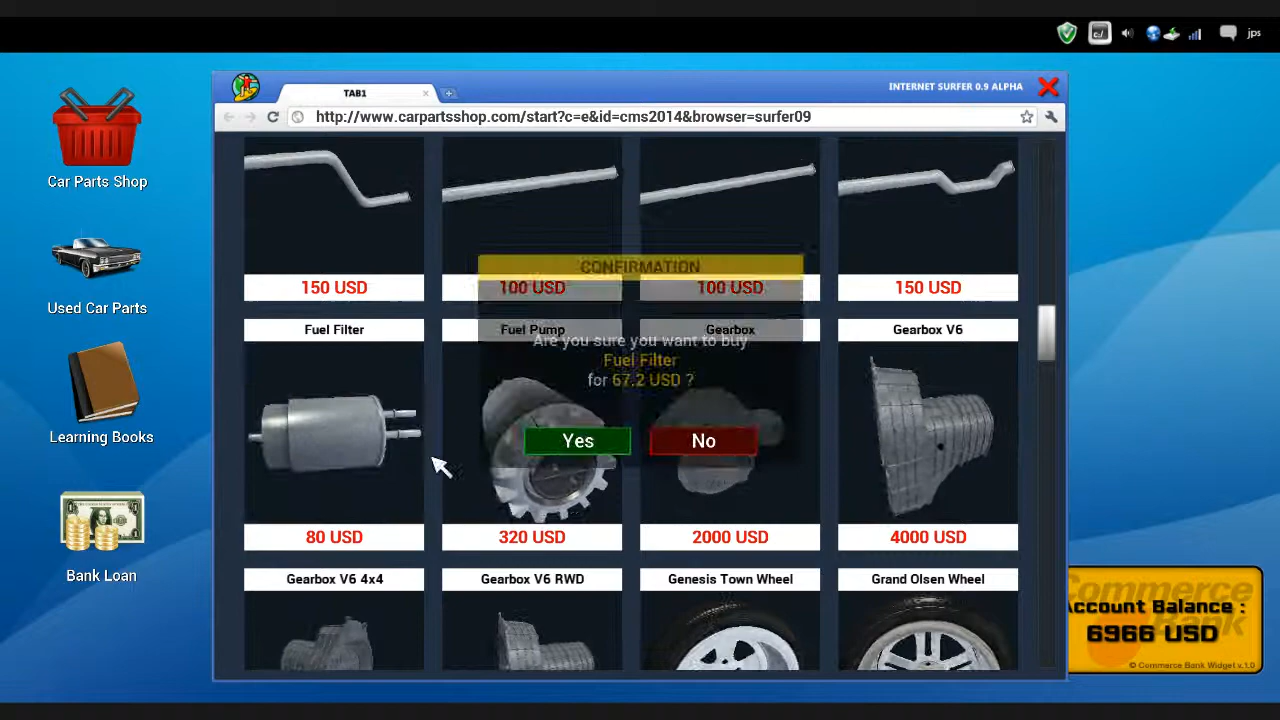 jps
TAB1
INTERNET SURFER 0.9 ALPHA
http://www.carpartsshop.com/start?c=e&id=cms2014&browser=surfer09
Car Parts Shop
Used Car Parts
Learning Books
Bank Loan
150 USD
100 USD
100 USD
150 USD
CONFIRMATION
Are you sure you want to buy
Fuel Filter
for 67.2 USD ?
Yes
No
Fuel Filter
Fuel Pump
Gearbox
Gearbox V6
80 USD
320 USD
2000 USD
4000 USD
Gearbox V6 4x4
Gearbox V6 RWD
Genesis Town Wheel
Grand Olsen Wheel
Commerce
Bank
Account Balance :
6966 USD
© Commerce Bank Widget v.1.0